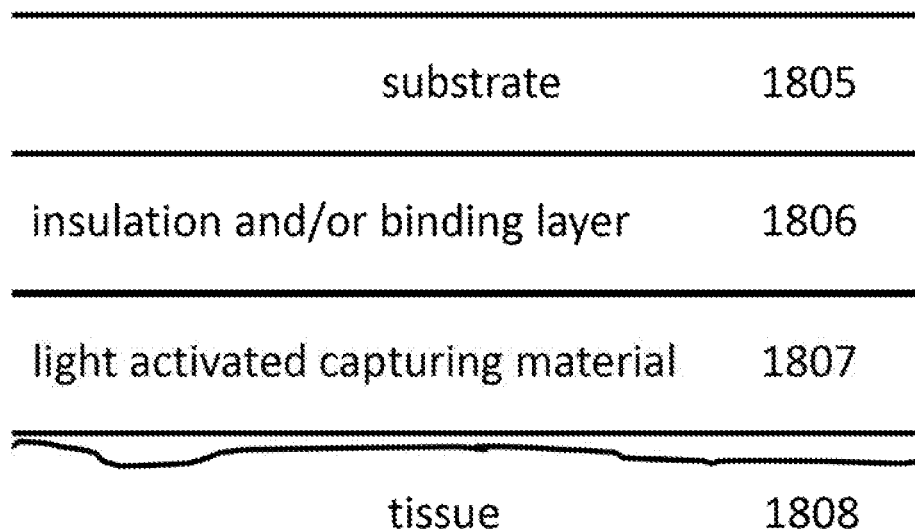 substrate 1805
insulation and/or binding layer 1806
light activated capturing material 1807
tissue 1808